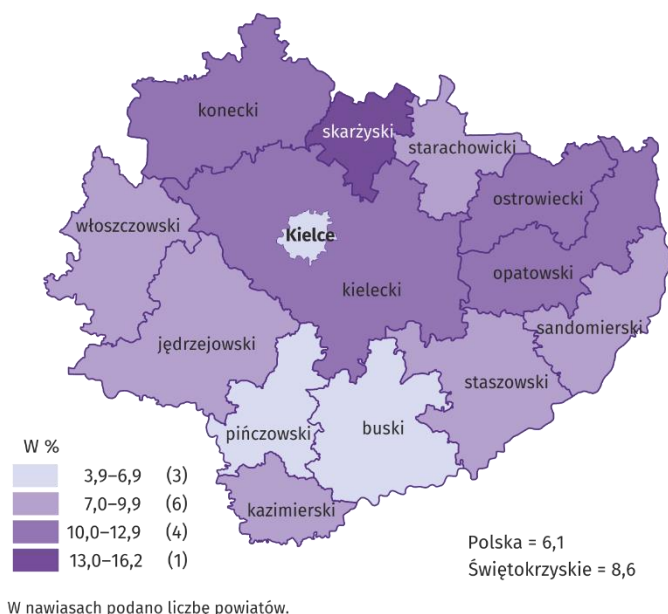 konecki
skarżyski
starachowicki
ostrowiecki
włoszczowski
Kielce
opatowski
kielecki
sandomierski
jędrzejowski
staszowski
pińczowski
buski
kazimierski
W %
3,9–6,9 (3)
7,0–9,9 (6)
10,0–12,9 (4)
13,0–16,2 (1)
Polska = 6,1
Świętokrzyskie = 8,6
W nawiasach podano liczbę powiatów.